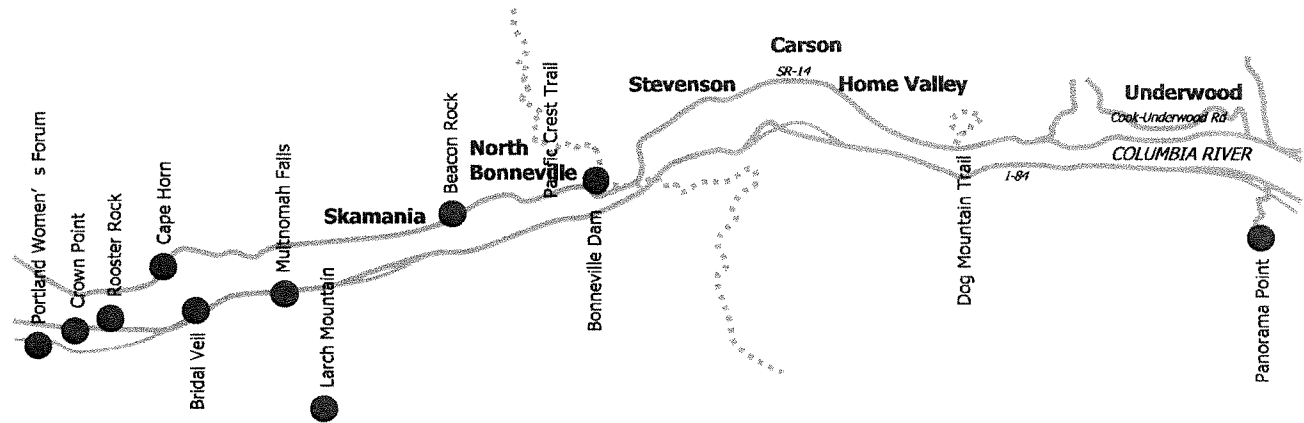 Portland Women's Forum
Crown Point
Rooster Rock
Cape Horn
Bridal Veil
Multnomah Falls
Larch Mountain
Skamania
Beacon Rock
North
Bonneville
Pacific Crest Trail
Bonneville Dam
Stevenson
Carson
SR-14
Home Valley
Dog Mountain Trail
I-84
Underwood
Cook-Underwood Rd
COLUMBIA RIVER
Panorama Point